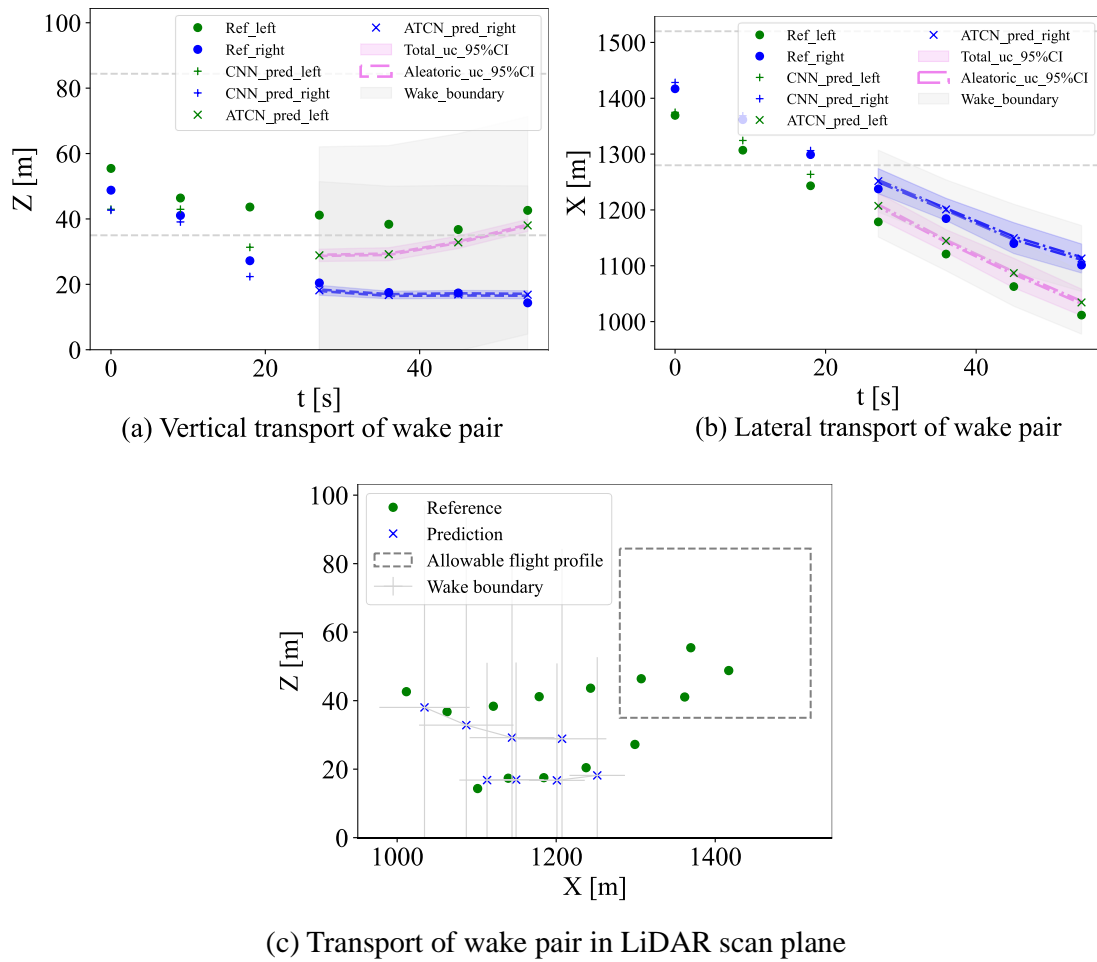 Z [m]
100
80
60
40
20
0
0
20
40
t [s]
Ref_left
Ref_right
CNN_pred_left
CNN_pred_right
ATCN_pred_left
ATCN_pred_right
Total_uc_95%CI
Aleatoric_uc_95%CI
Wake_boundary
(a) Vertical transport of wake pair
X [m]
1500
1400
1300
1200
1100
1000
0
20
40
t [s]
Ref_left
Ref_right
CNN_pred_left
CNN_pred_right
ATCN_pred_left
ATCN_pred_right
Total_uc_95%CI
Aleatoric_uc_95%CI
Wake_boundary
(b) Lateral transport of wake pair
Z [m]
100
80
60
40
20
0
1000
1200
1400
X [m]
Reference
Prediction
Allowable flight profile
Wake boundary
(c) Transport of wake pair in LiDAR scan plane